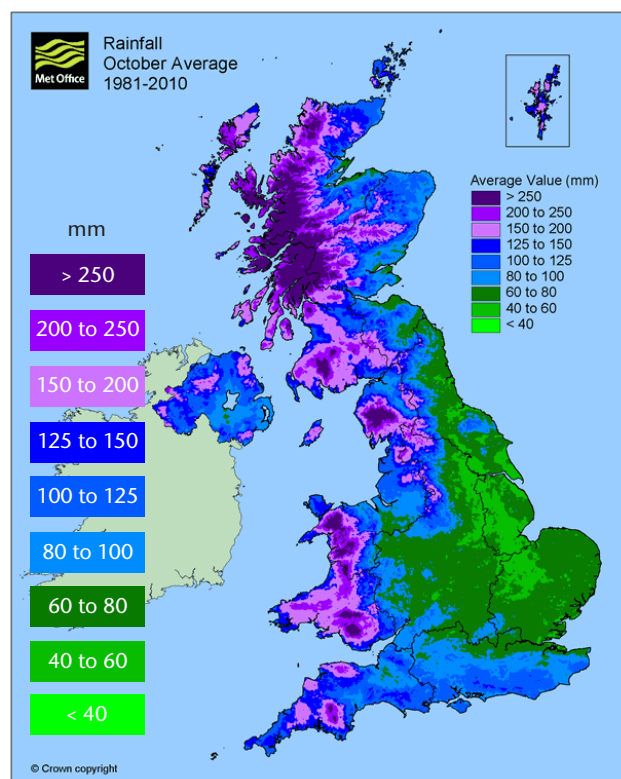 Met Office
Rainfall
October Average
1981-2010
Average Value (mm)
> 250
200 to 250
150 to 200
125 to 150
100 to 125
80 to 100
60 to 80
40 to 60
< 40
mm
> 250
200 to 250
150 to 200
125 to 150
100 to 125
80 to 100
60 to 80
40 to 60
< 40
© Crown copyright